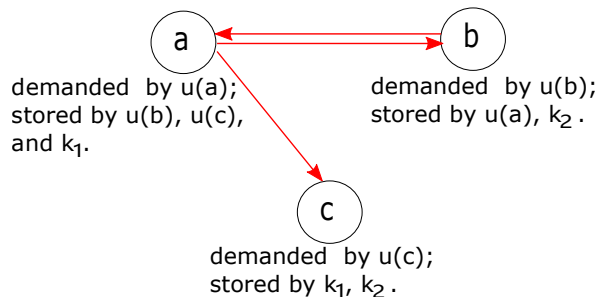 a
b
demanded by u(a);
stored by u(b), u(c),
and k₁.
demanded by u(b);
stored by u(a), k₂ .
c
demanded by u(c);
stored by k₁, k₂ .